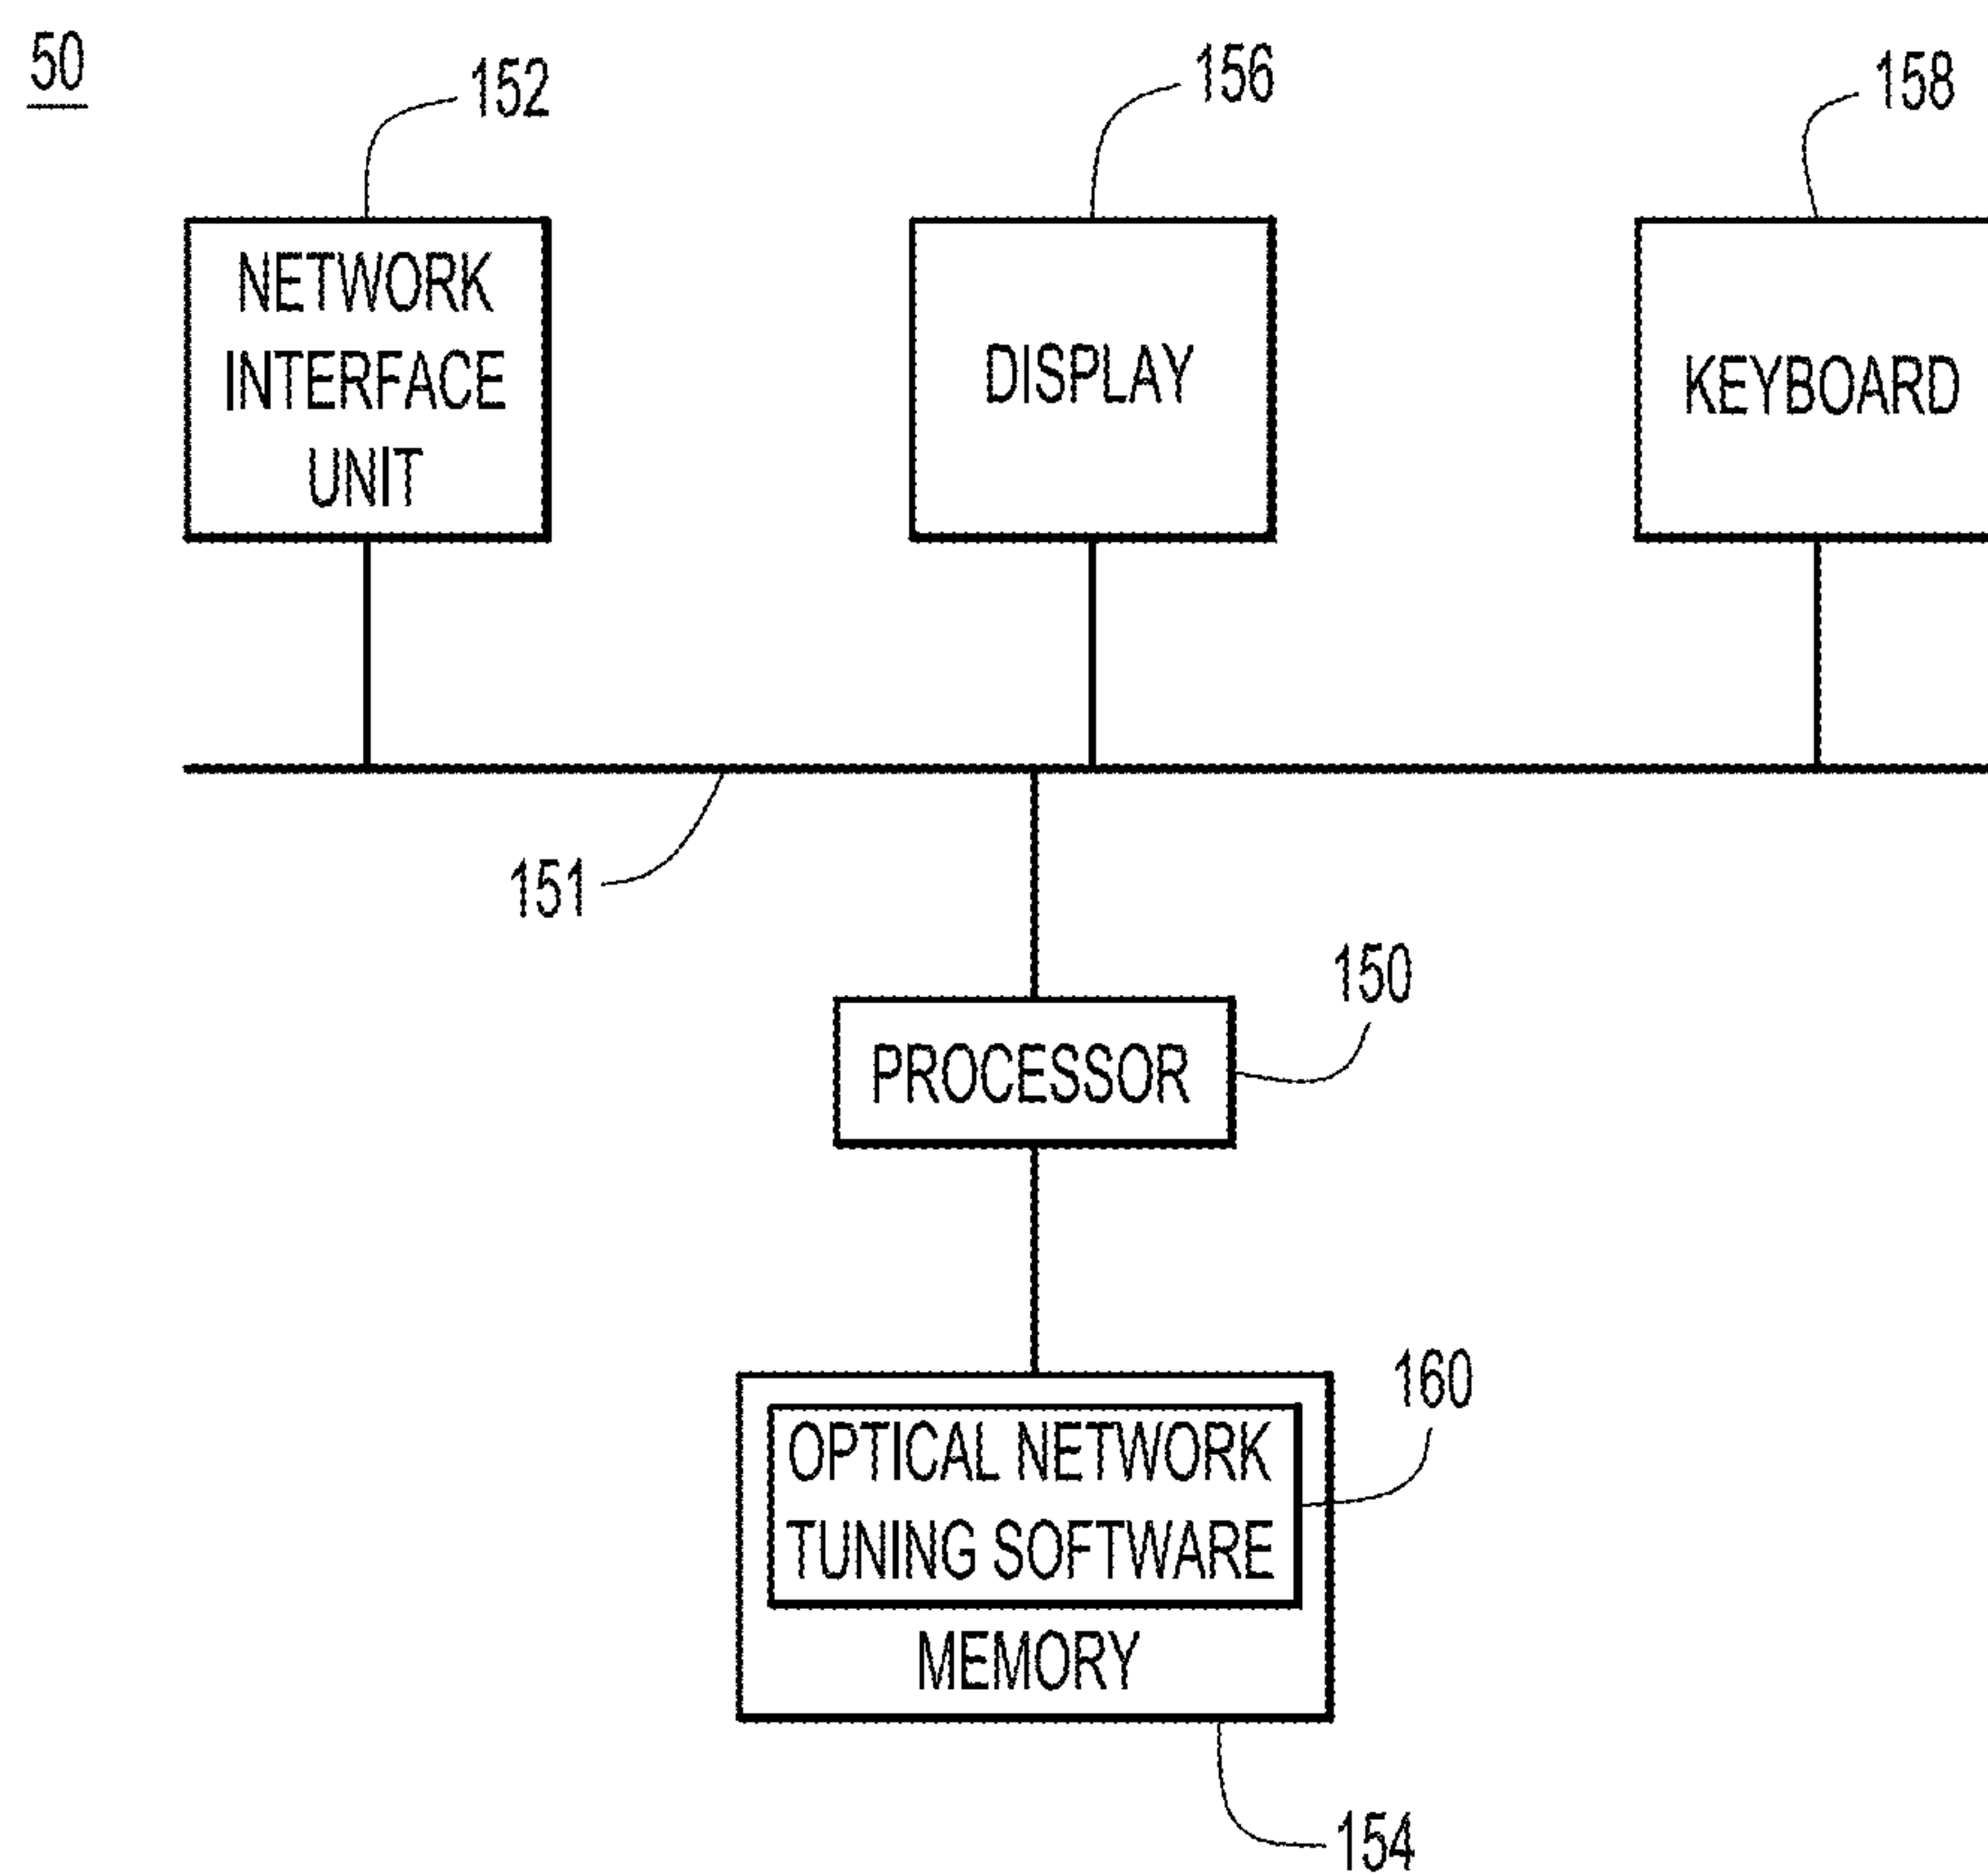 50
152
156
158
NETWORK
INTERFACE
UNIT
DISPLAY
KEYBOARD
151
150
PROCESSOR
160
OPTICAL NETWORK
TUNING SOFTWARE
MEMORY
154